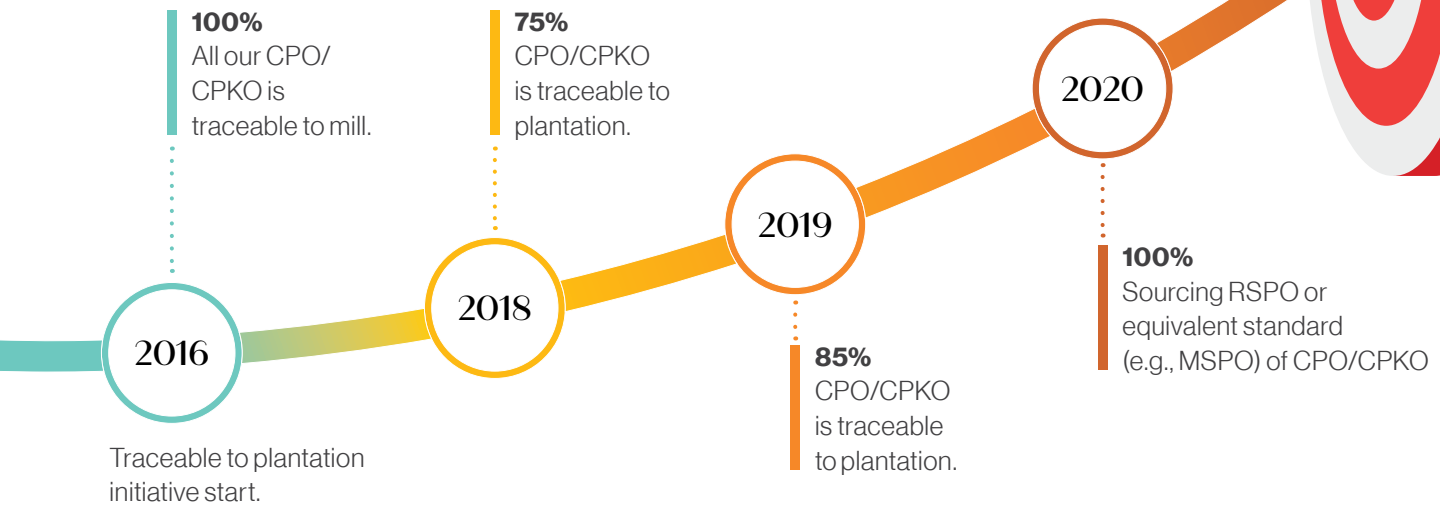 100%
All our CPO/
CPKO is
traceable to mill.
2016
Traceable to plantation
initiative start.
75%
CPO/CPKO
is traceable to
plantation.
2018
2019
85%
CPO/CPKO
is traceable
to plantation.
2020
100%
Sourcing RSPO or
equivalent standard
(e.g., MSPO) of CPO/CPKO